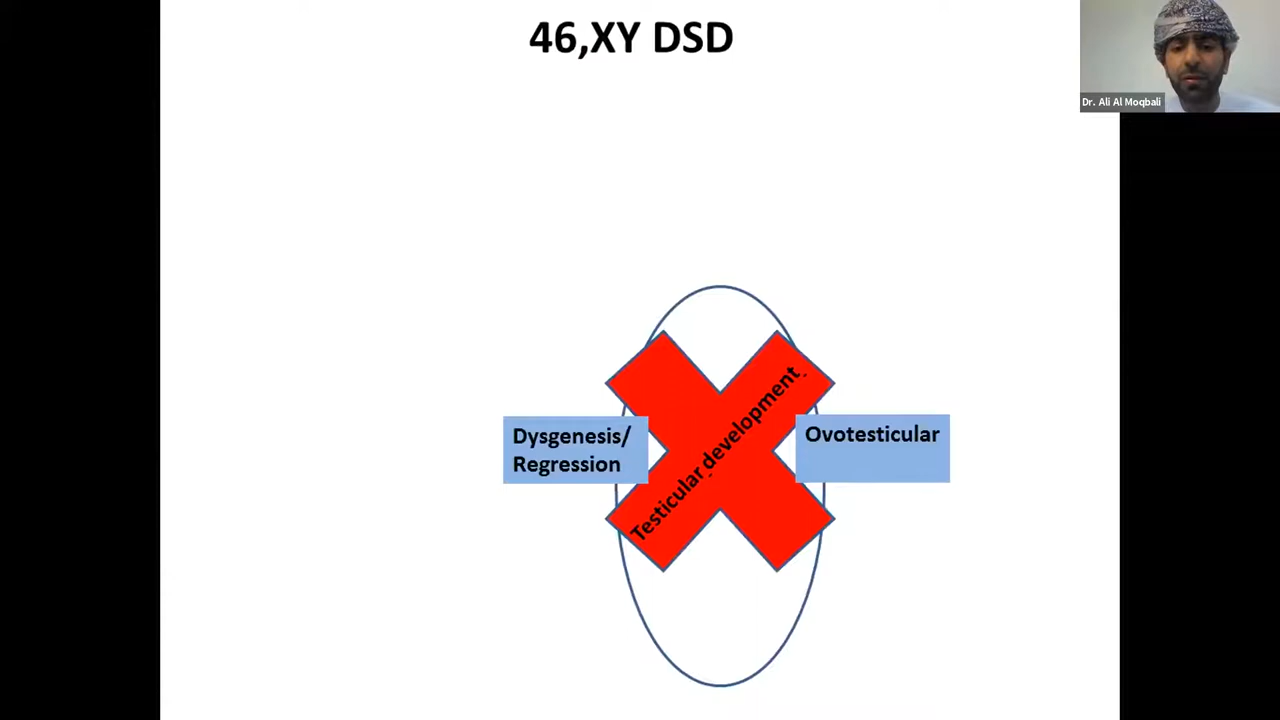 46,XY DSD
Dr. Ali Al Moqbali
Testicular development
Dysgenesis/
Regression
Ovotesticular